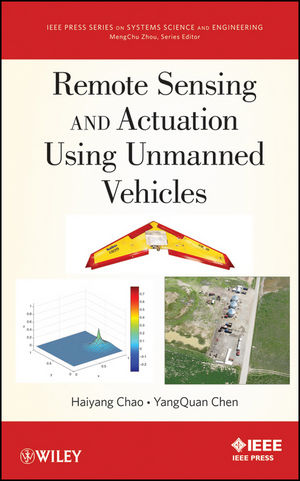 IEEE PRESS SERIES ON SYSTEMS SCIENCE AND ENGINEERING
MengChu Zhou, Series Editor
Remote Sensing
AND Actuation
Using Unmanned
Vehicles
Haiyang Chao • YangQuan Chen
WILEY
IEEE
IEEE PRESS